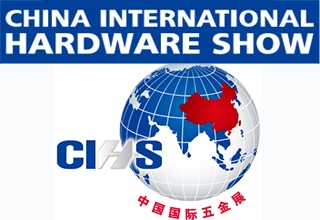 CHINA INTERNATIONAL
HARDWARE SHOW
CIHS
中国国际五金展